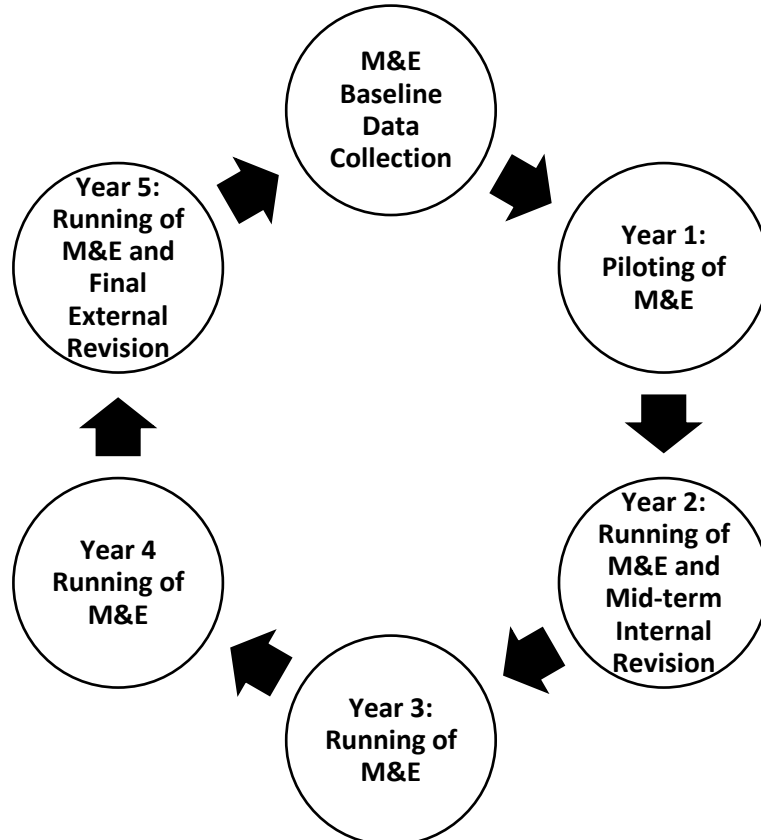 M&E
Baseline
Data
Collection
Year 1:
Piloting of
M&E
Year 2:
Running of
M&E and
Mid-term
Internal
Revision
Year 3:
Running of
M&E
Year 4
Running of
M&E
Year 5:
Running of
M&E and
Final
External
Revision